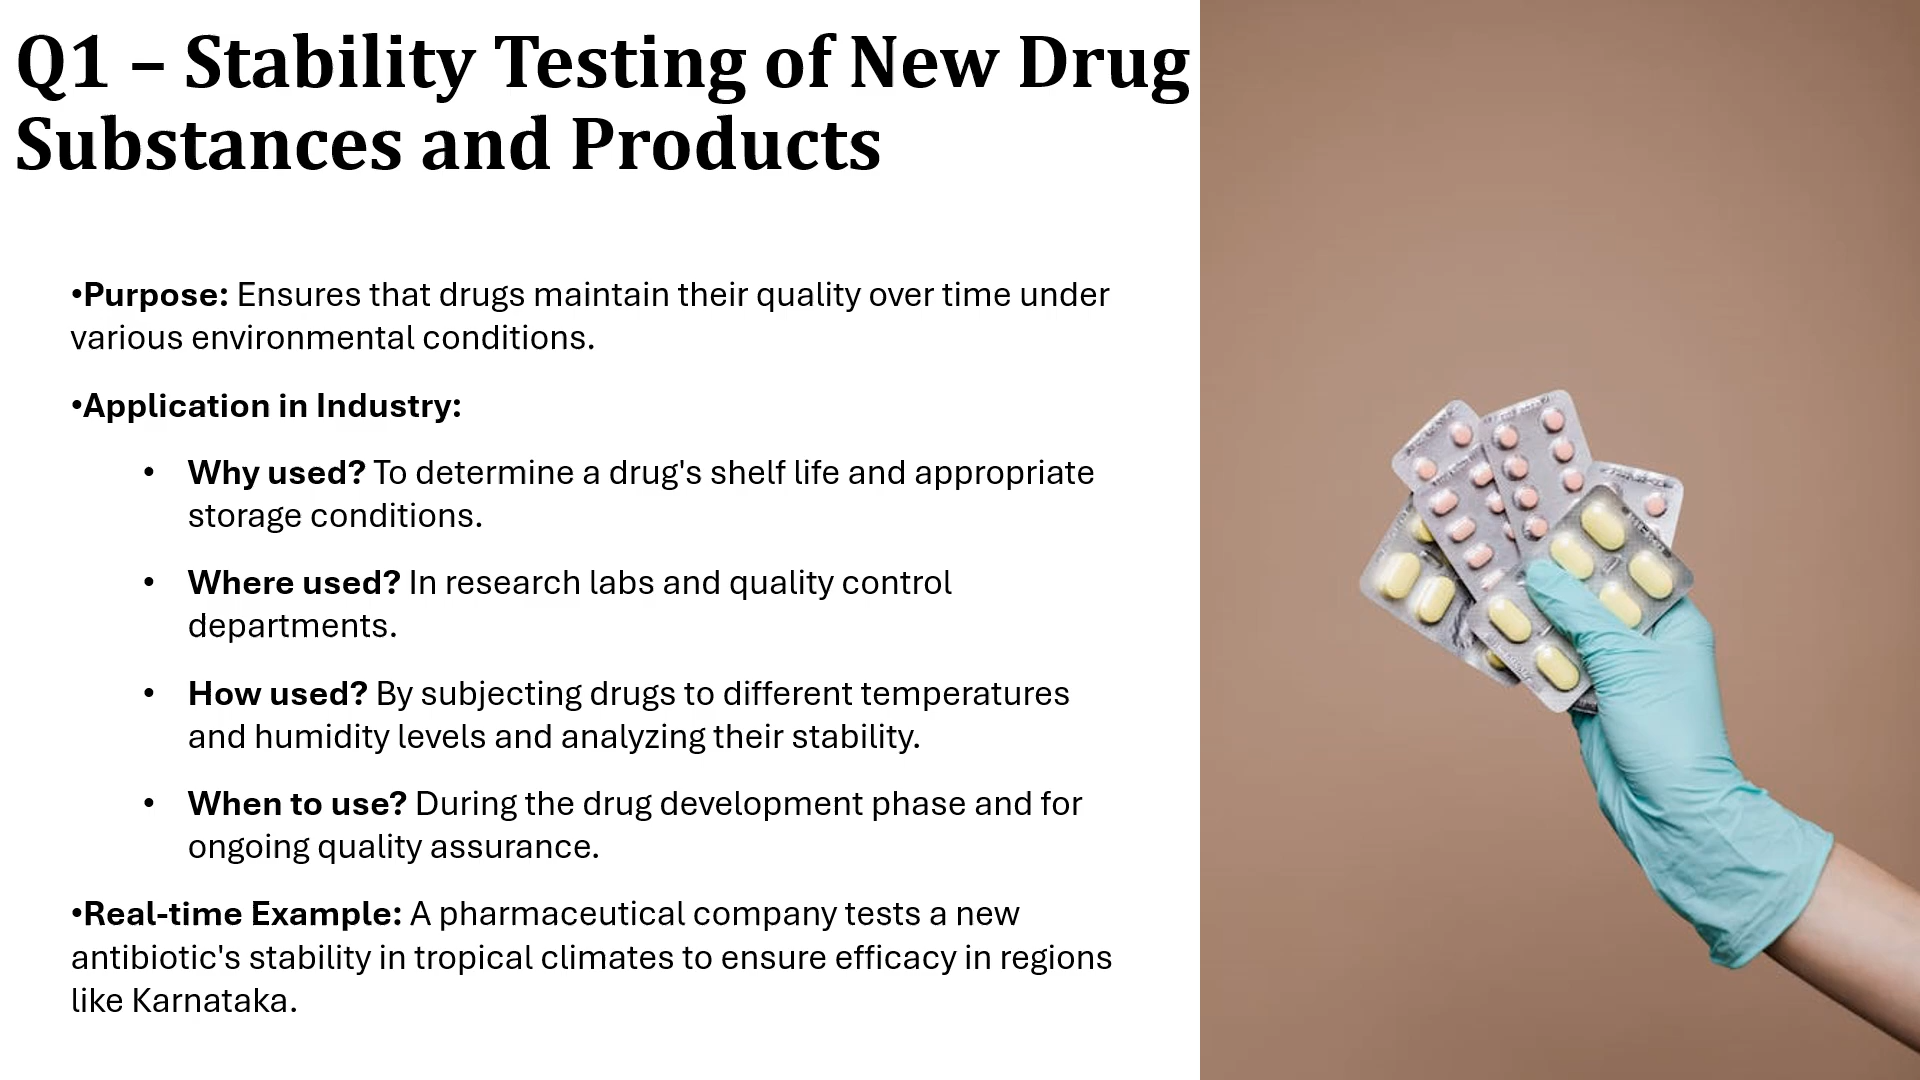 Q1 – Stability Testing of New Drug
Substances and Products
•Purpose: Ensures that drugs maintain their quality over time under
various environmental conditions.
•Application in Industry:
• Why used? To determine a drug's shelf life and appropriate
storage conditions.
• Where used? In research labs and quality control
departments.
• How used? By subjecting drugs to different temperatures
and humidity levels and analyzing their stability.
• When to use? During the drug development phase and for
ongoing quality assurance.
•Real-time Example: A pharmaceutical company tests a new
antibiotic's stability in tropical climates to ensure efficacy in regions
like Karnataka.